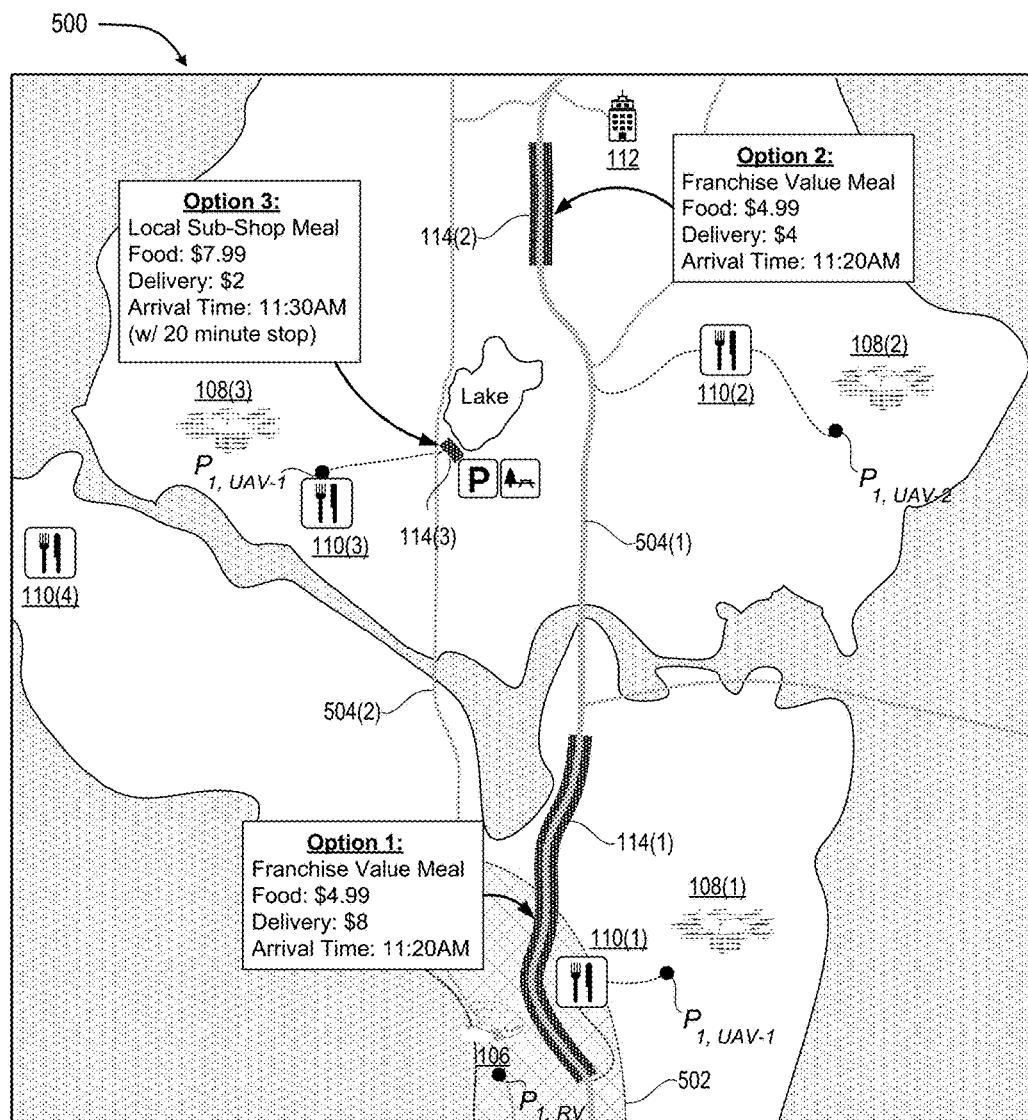 500
112
Option 2:
Franchise Value Meal
Food: $4.99
Delivery: $4
Arrival Time: 11:20AM
Option 3:
Local Sub-Shop Meal
Food: $7.99
Delivery: $2
Arrival Time: 11:30AM
(w/ 20 minute stop)
114(2)
108(2)
110(2)
Lake
108(3)
P1, UAV-1
P
P1, UAV-2
110(3)
114(3)
504(1)
110(4)
504(2)
Option 1:
Franchise Value Meal
Food: $4.99
Delivery: $8
Arrival Time: 11:20AM
114(1)
108(1)
110(1)
P1, UAV-1
106
502
P1, RV